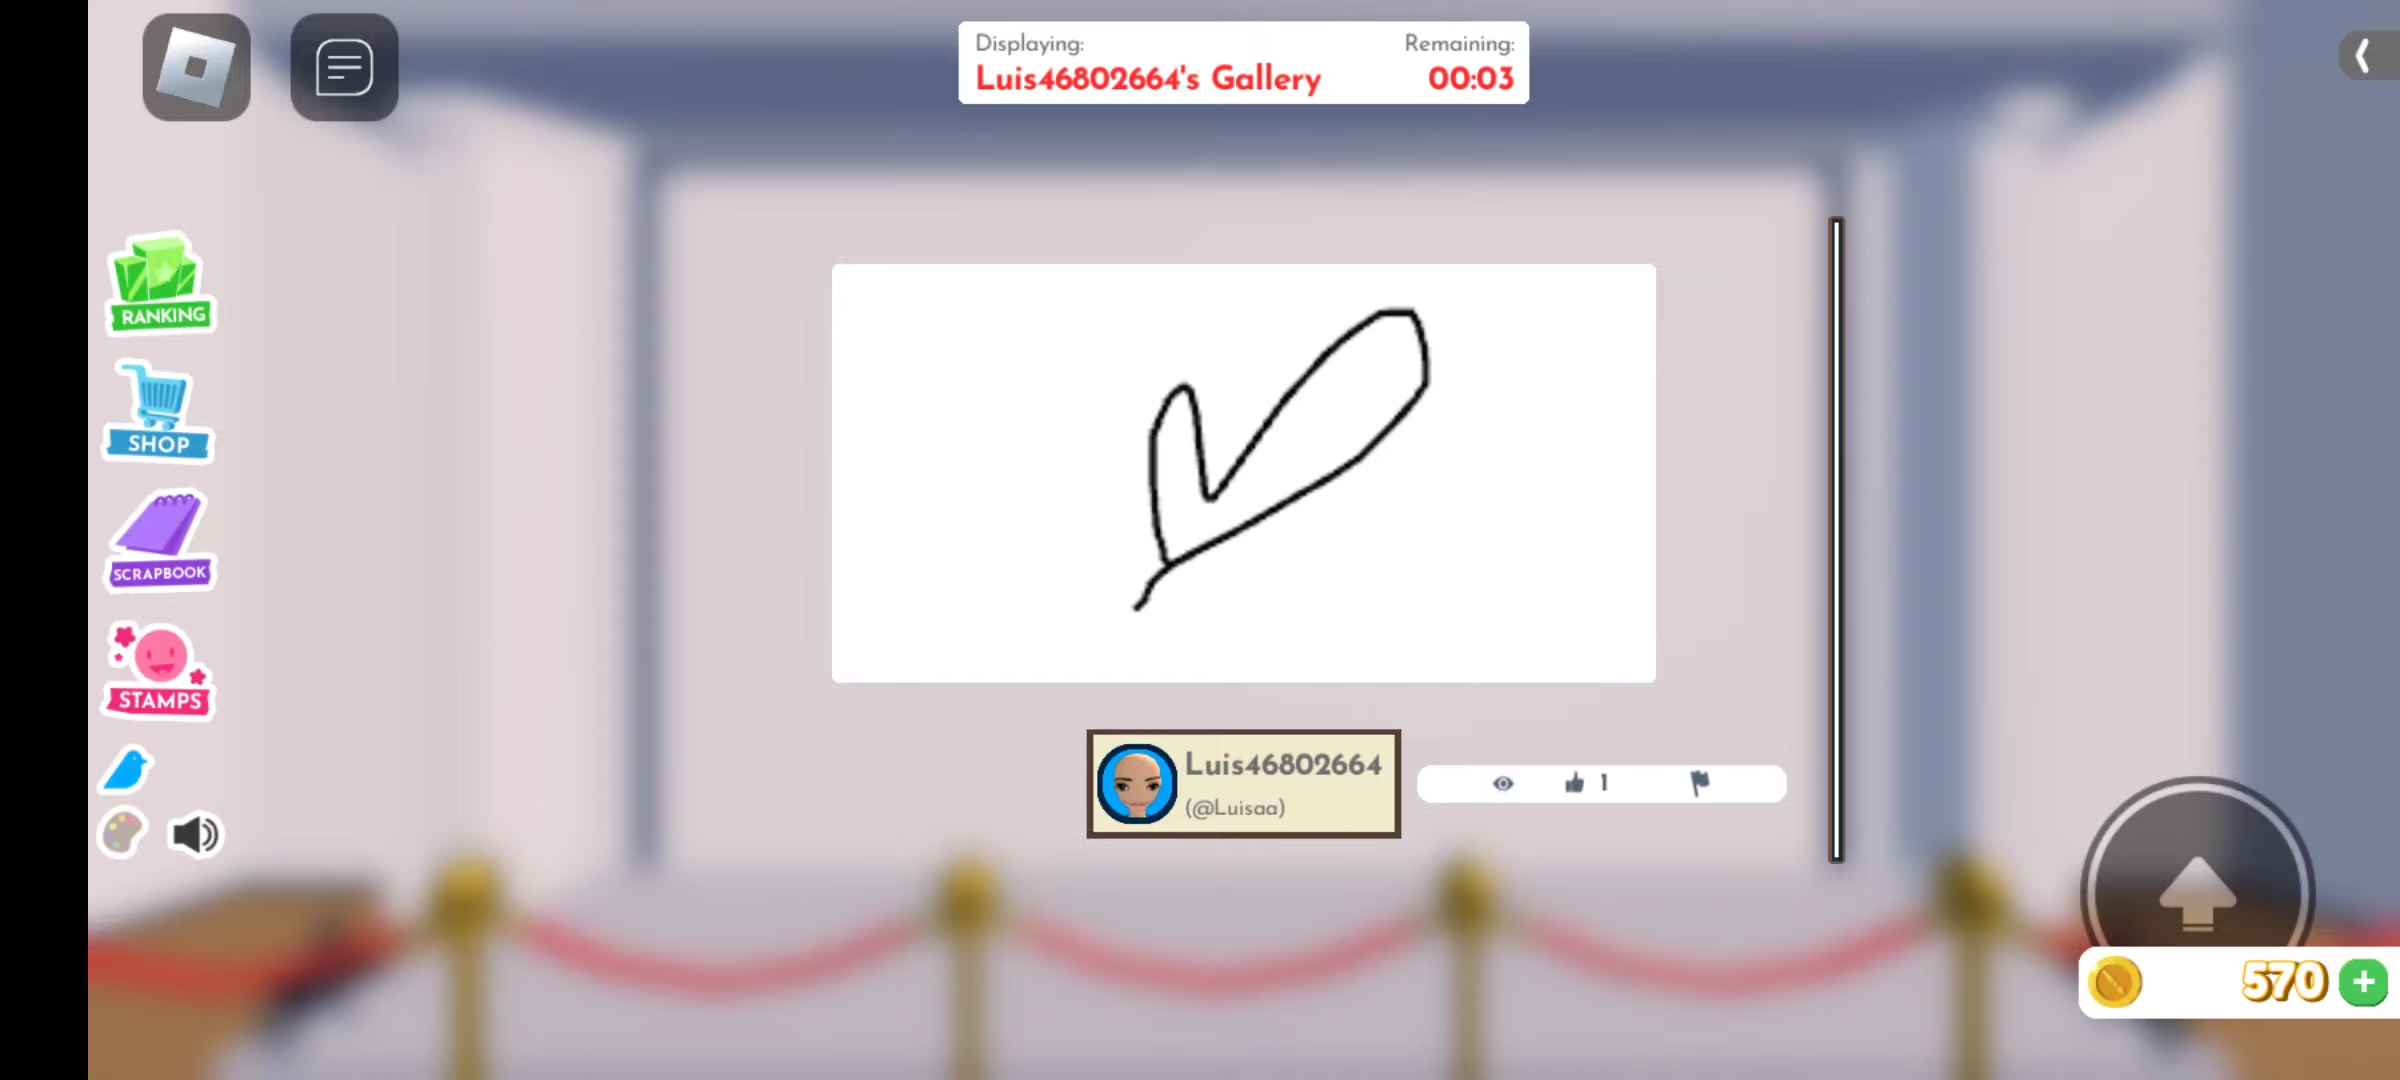 Displaying:
Remaining:
Luis46802664's Gallery
00:03
RANKING
SHOP
SCRAPBOOK
STAMPS
Luis46802664
(@Luisaa)
1
570